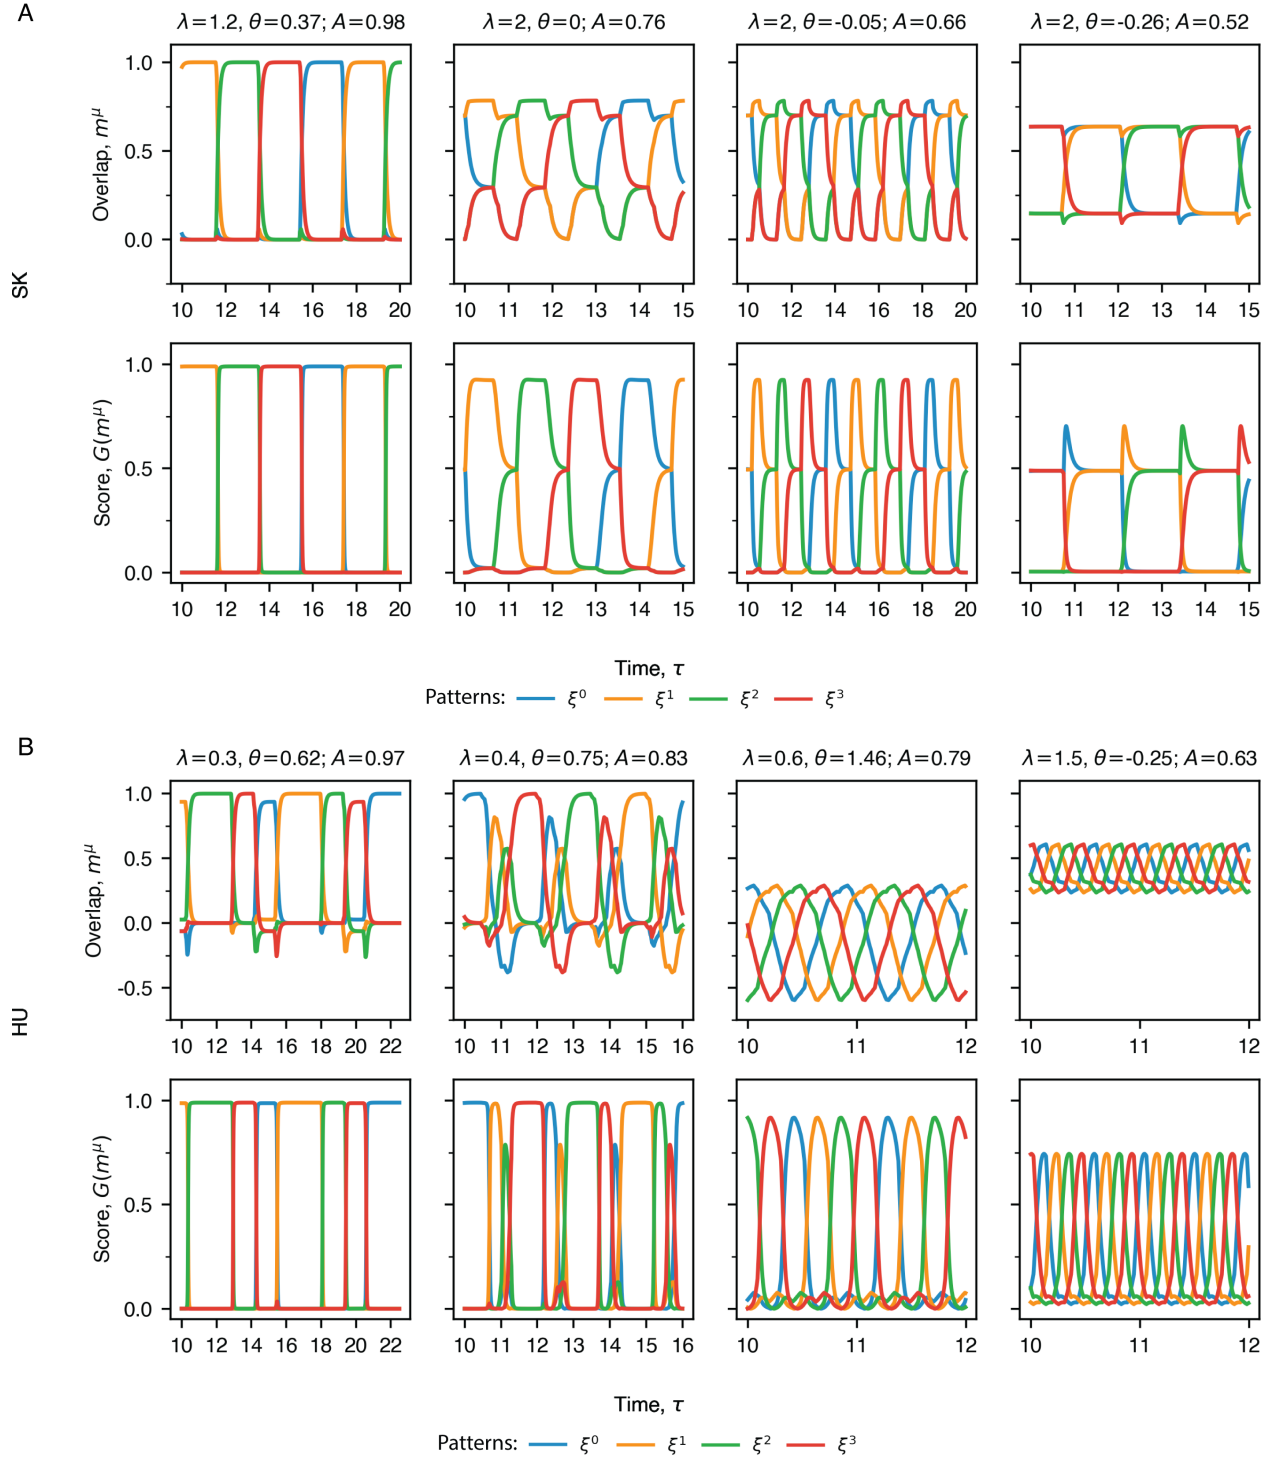 A
λ=1.2, θ=0.37; A=0.98
λ=2, θ=0; A=0.76
λ=2, θ=-0.05; A=0.66
λ=2, θ=-0.26; A=0.52
SK
Overlap, m^μ
1.0
0.5
0.0
10 12 14 16 18 20
10 11 12 13 14 15
10 12 14 16 18 20
10 11 12 13 14 15
Score, G(m^μ)
1.0
0.5
0.0
10 12 14 16 18 20
10 11 12 13 14 15
10 12 14 16 18 20
10 11 12 13 14 15
Time, τ
Patterns: ξ⁰ ξ¹ ξ² ξ³
B
λ=0.3, θ=0.62; A=0.97
λ=0.4, θ=0.75; A=0.83
λ=0.6, θ=1.46; A=0.79
λ=1.5, θ=-0.25; A=0.63
HU
Overlap, m^μ
1.0
0.5
0.0
-0.5
10 12 14 16 18 20 22
10 11 12 13 14 15 16
10 11 12
10 11 12
Score, G(m^μ)
1.0
0.5
0.0
10 12 14 16 18 20 22
10 11 12 13 14 15 16
10 11 12
10 11 12
Time, τ
Patterns: ξ⁰ ξ¹ ξ² ξ³